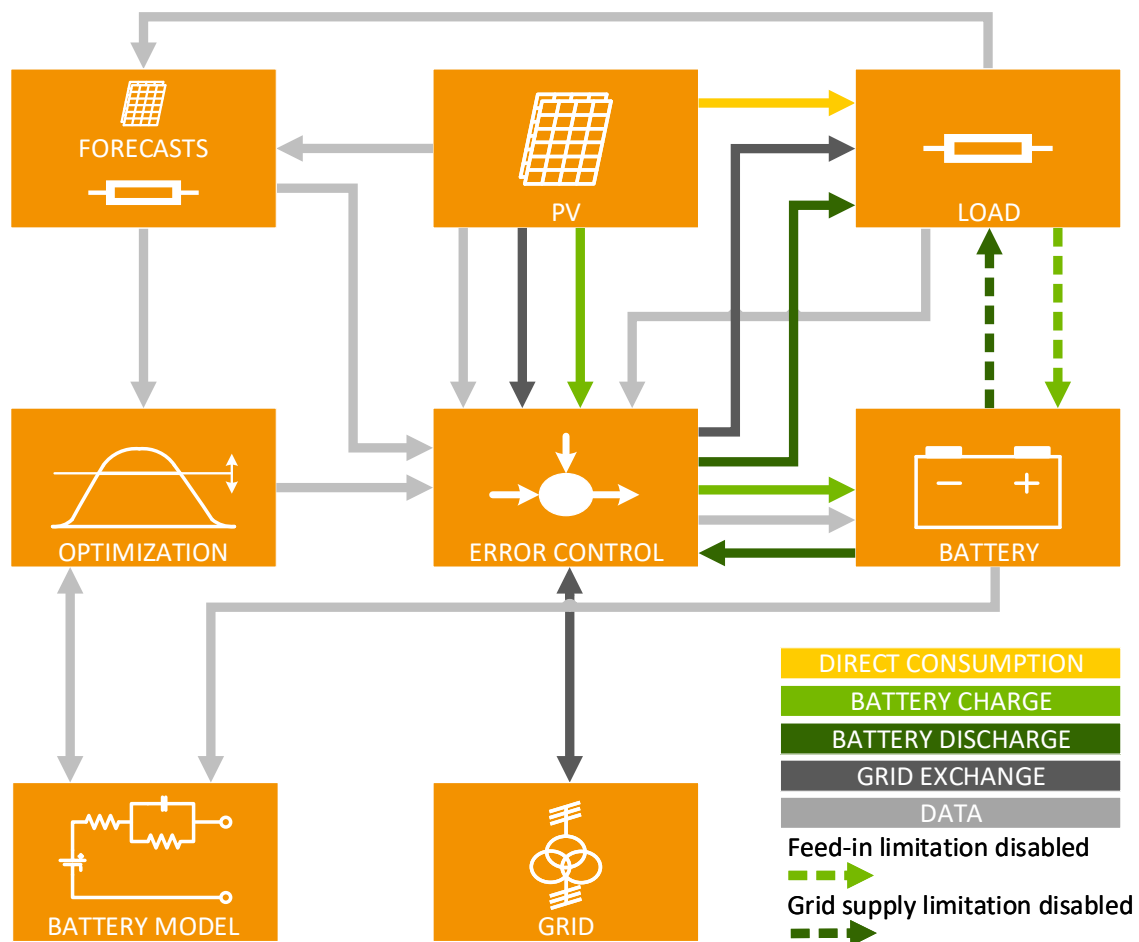 FORECASTS
PV
LOAD
OPTIMIZATION
ERROR CONTROL
BATTERY
BATTERY MODEL
GRID
DIRECT CONSUMPTION
BATTERY CHARGE
BATTERY DISCHARGE
GRID EXCHANGE
DATA
Feed-in limitation disabled
Grid supply limitation disabled